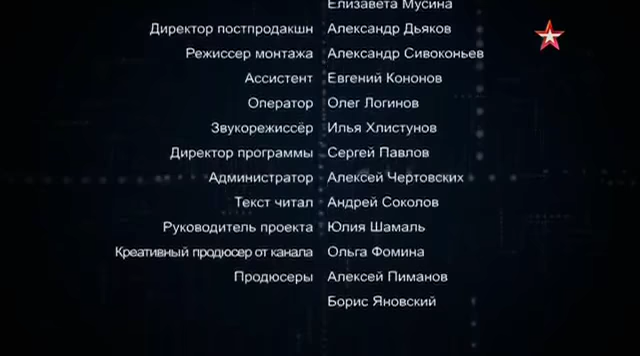 Елизавета Мусина
Директор постпродакшн Александр Дьяков
Режиссер монтажа Александр Сивоконьев
Ассистент Евгений Кононов
Оператор Олег Логинов
Звукорежиссёр Илья Хлистунов
Директор программы Сергей Павлов
Администратор Алексей Чертовских
Текст читал Андрей Соколов
Руководитель проекта Юлия Шамаль
Креативный продюсер от канала Ольга Фомина
Продюсеры Алексей Пиманов
Борис Яновский